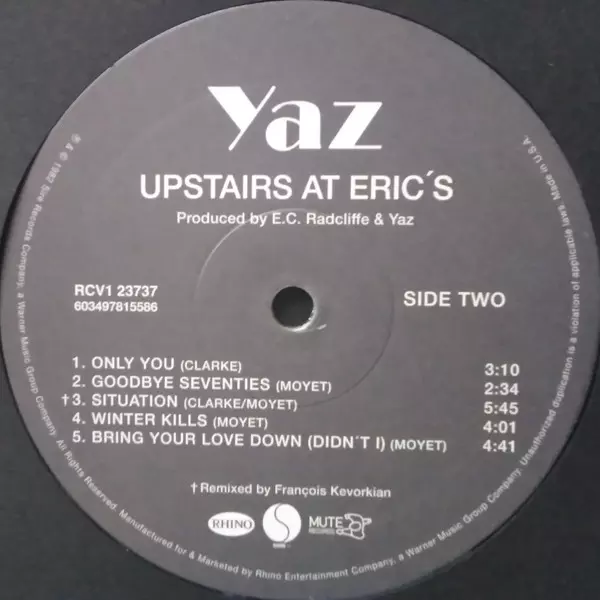 Yaz
UPSTAIRS AT ERIC´S
Produced by E.C. Radcliffe & Yaz
RCV1 23737
603497815586
SIDE TWO
1. ONLY YOU (CLARKE) 3:10
2. GOODBYE SEVENTIES (MOYET) 2:34
†3. SITUATION (CLARKE/MOYET) 5:45
4. WINTER KILLS (MOYET) 4:01
5. BRING YOUR LOVE DOWN (DIDN´T I) (MOYET) 4:41
† Remixed by François Kevorkian
RHINO
S
MUTE
RECORDS
℗ & © 1982 Sire Records Company, a Warner Music Group Company. All Rights Reserved. Manufactured for & Marketed by Rhino Entertainment Company, a Warner Music Group Company. Unauthorized duplication is a violation of applicable laws. Made in U.S.A.